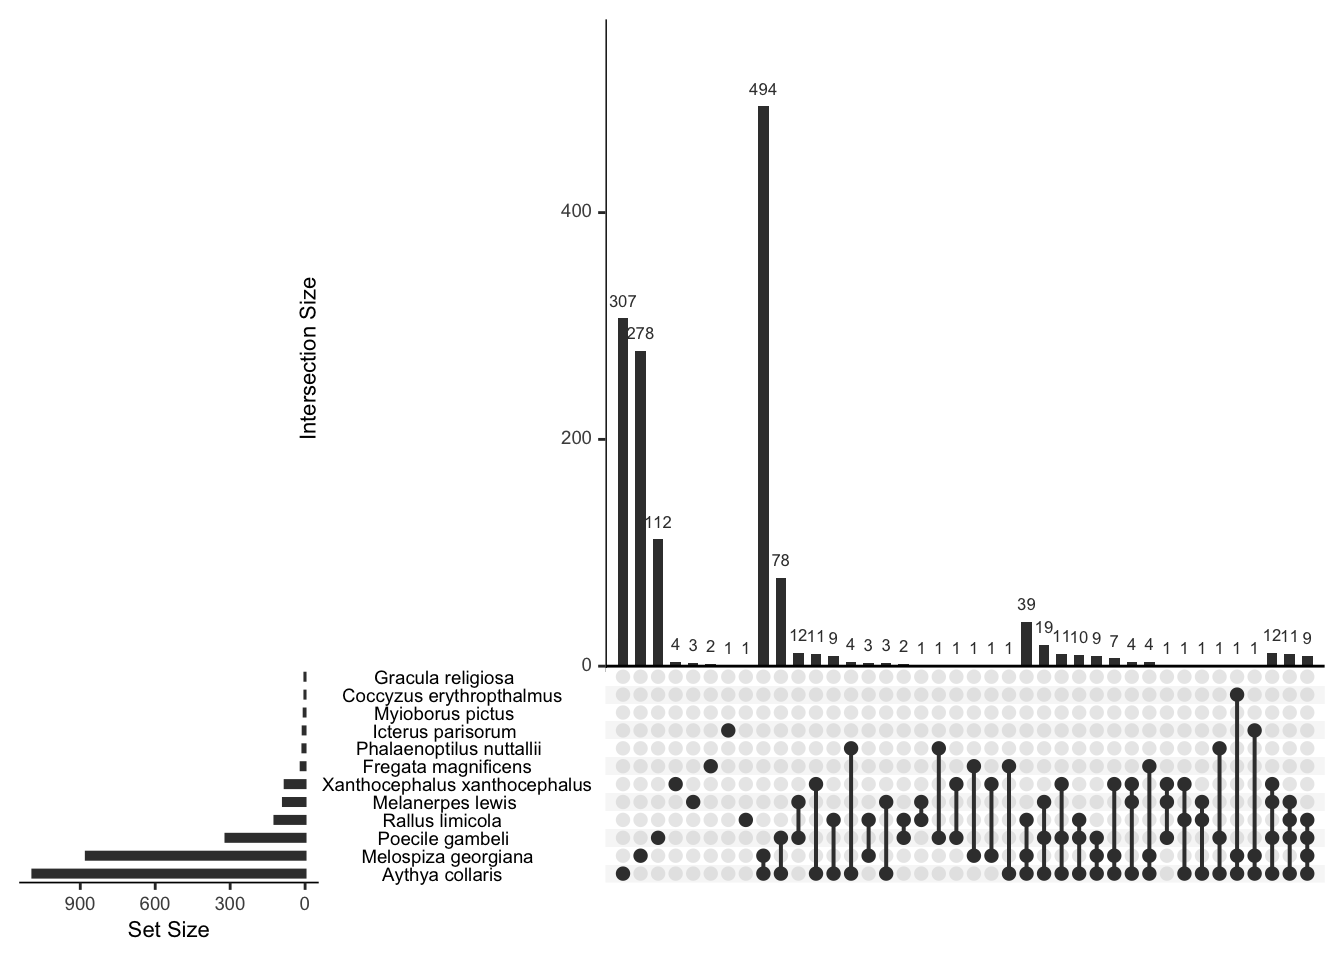 494
400
307
278
Intersection Size
200
112
78
39
4 3 2 1 1 12 11 9 4 3 3 2 1 1 1 1 1 1 19 11 10 9 7 4 4 1 1 1 1 1 1 12 11 9
0
Gracula religiosa
Coccyzus erythropthalmus
Myioborus pictus
Icterus parisorum
Phalaenoptilus nuttallii
Fregata magnificens
Xanthocephalus xanthocephalus
Melanerpes lewis
Rallus limicola
Poecile gambeli
Melospiza georgiana
Aythya collaris
900 600 300 0
Set Size